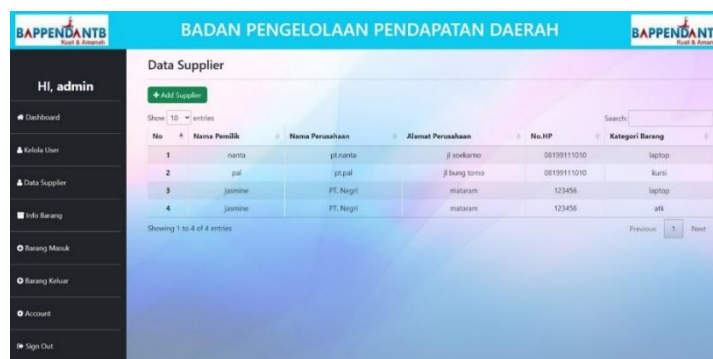 BAPPENDANTB
Kuat & Amanah
BADAN PENGELOLAAN PENDAPATAN DAERAH
BAPPENDANT
Kuat & Aman
HI, admin
Dashboard
Kelola User
Data Supplier
Info Barang
Barang Masuk
Barang Keluar
Account
Sign Out
Data Supplier
+ Add Supplier
Show 10 entries
Search:
No Nama Pemilik Nama Perusahaan Alamat Perusahaan No.HP Kategori Barang
1 nanta pt.nanta jl soekarno 08199111010 laptop
2 pal pt.pal jl bung tomo 08199111010 kursi
3 Jasmine PT. Negri mataram 123456 laptop
4 Jasmine PT. Negri mataram 123456 atk
Showing 1 to 4 of 4 entries
Previous 1 Next